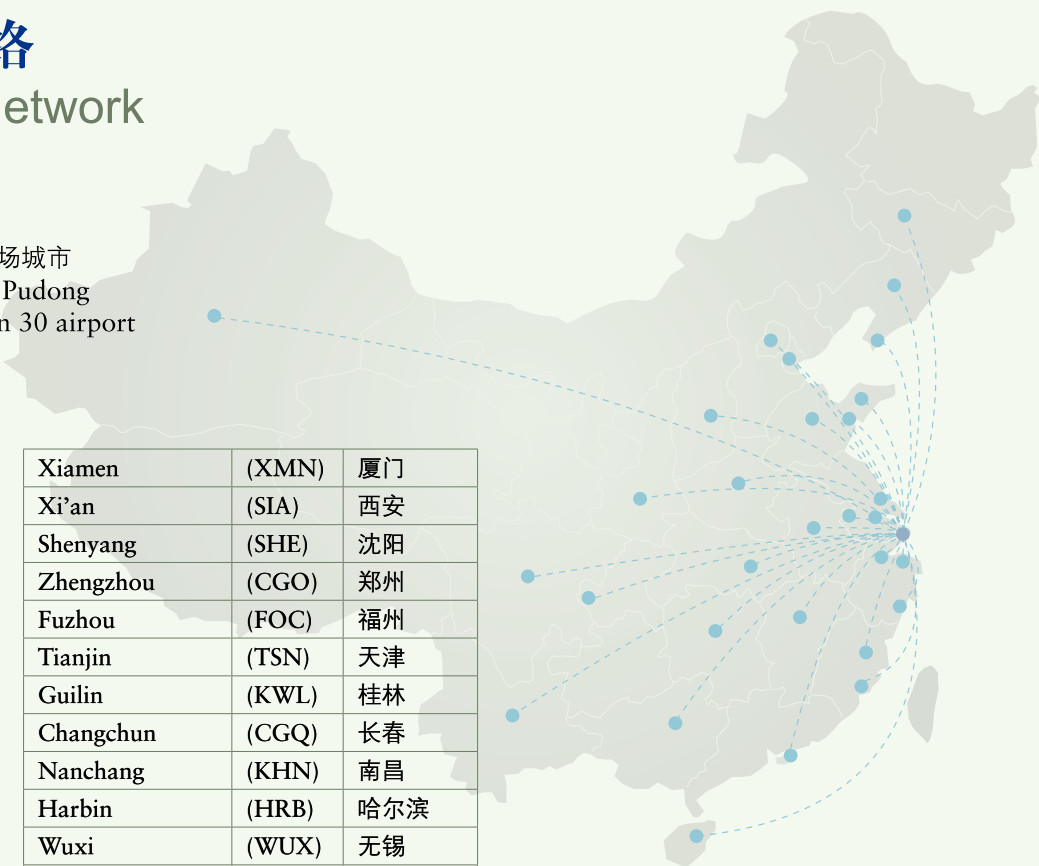 络
etwork
场城市
Pudong
n 30 airport
Xiamen (XMN) 厦门
Xi’an (SIA) 西安
Shenyang (SHE) 沈阳
Zhengzhou (CGO) 郑州
Fuzhou (FOC) 福州
Tianjin (TSN) 天津
Guilin (KWL) 桂林
Changchun (CGQ) 长春
Nanchang (KHN) 南昌
Harbin (HRB) 哈尔滨
Wuxi (WUX) 无锡